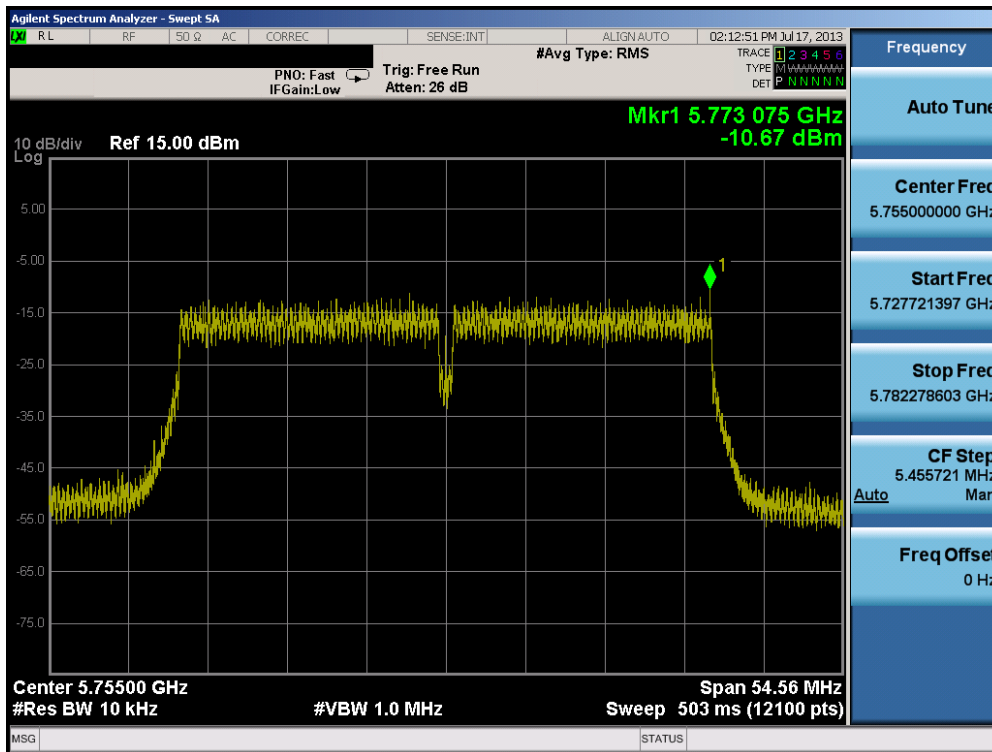 Agilent Spectrum Analyzer - Swept SA
LXI RL RF 50 Ω AC CORREC SENSE:INT ALIGN AUTO 02:12:51 PM Jul 17, 2013
#Avg Type: RMS
TRACE 1 2 3 4 5 6
PNO: Fast Trig: Free Run
TYPE M W W W W W
IFGain:Low Atten: 26 dB
DET P N N N N N
Mkr1 5.773 075 GHz
-10.67 dBm
10 dB/div Ref 15.00 dBm
Log
5.00
-5.00
1
-15.0
-25.0
-35.0
-45.0
-55.0
-65.0
-75.0
Center 5.75500 GHz Span 54.56 MHz
#Res BW 10 kHz #VBW 1.0 MHz Sweep 503 ms (12100 pts)
MSG STATUS
Frequency
Auto Tune
Center Freq
5.755000000 GHz
Start Freq
5.727721397 GHz
Stop Freq
5.782278603 GHz
CF Step
5.455721 MHz
Auto Man
Freq Offset
0 Hz